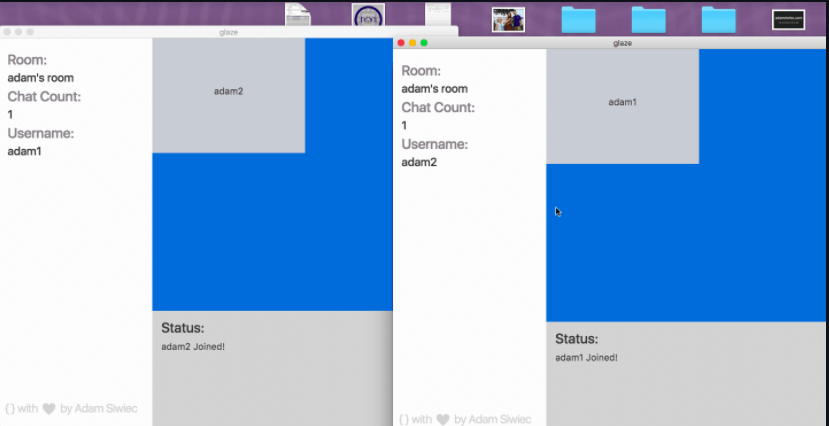 glaze
Room:
adam's room
Chat Count:
1
Username:
adam1
adam2
Status:
adam2 Joined!
{} with ♥ by Adam Siwiec
glaze
Room:
adam's room
Chat Count:
1
Username:
adam2
adam1
Status:
adam1 Joined!
{} with ♥ by Adam Siwiec